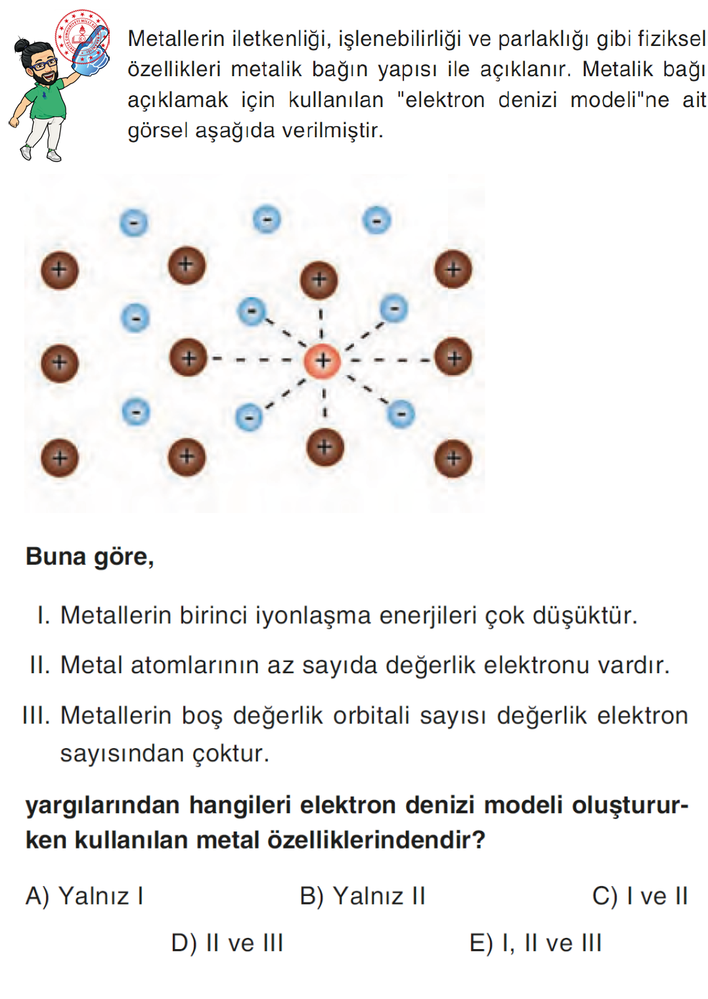 Metallerin iletkenliği, işlenebilirliği ve parlaklığı gibi fiziksel
özellikleri metalik bağın yapısı ile açıklanır. Metalik bağı
açıklamak için kullanılan "elektron denizi modeli"ne ait
görsel aşağıda verilmiştir.
- - -
+ + + +
- - -
+ + + +
- - -
+ + + +
Buna göre,
I. Metallerin birinci iyonlaşma enerjileri çok düşüktür.
II. Metal atomlarının az sayıda değerlik elektronu vardır.
III. Metallerin boş değerlik orbitali sayısı değerlik elektron
sayısından çoktur.
yargılarından hangileri elektron denizi modeli oluşturur-
ken kullanılan metal özelliklerindendir?
A) Yalnız I B) Yalnız II C) I ve II
D) II ve III E) I, II ve III